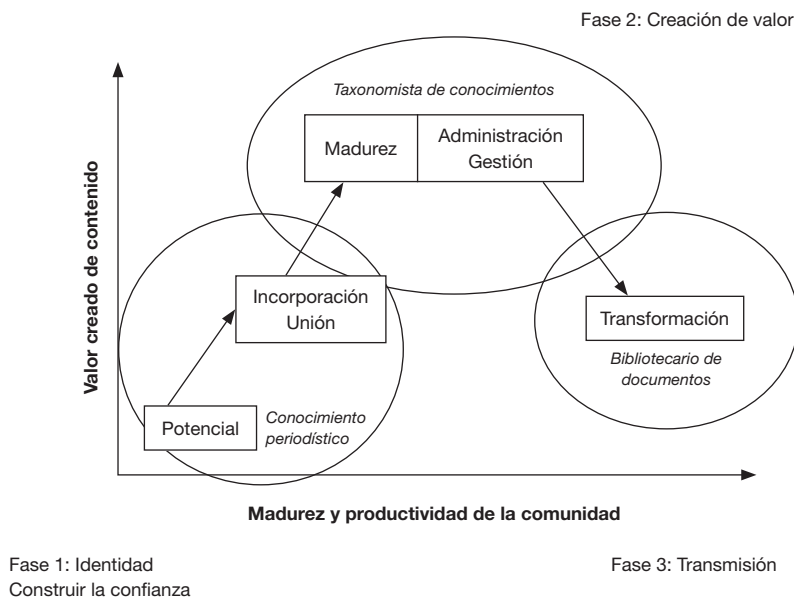 Fase 2: Creación de valor
Taxonomista de conocimientos
Madurez
Administración
Gestión
Valor creado de contenido
Incorporación
Unión
Transformación
Bibliotecario de
documentos
Potencial
Conocimiento
periodístico
Madurez y productividad de la comunidad
Fase 1: Identidad
Construir la confianza
Fase 3: Transmisión